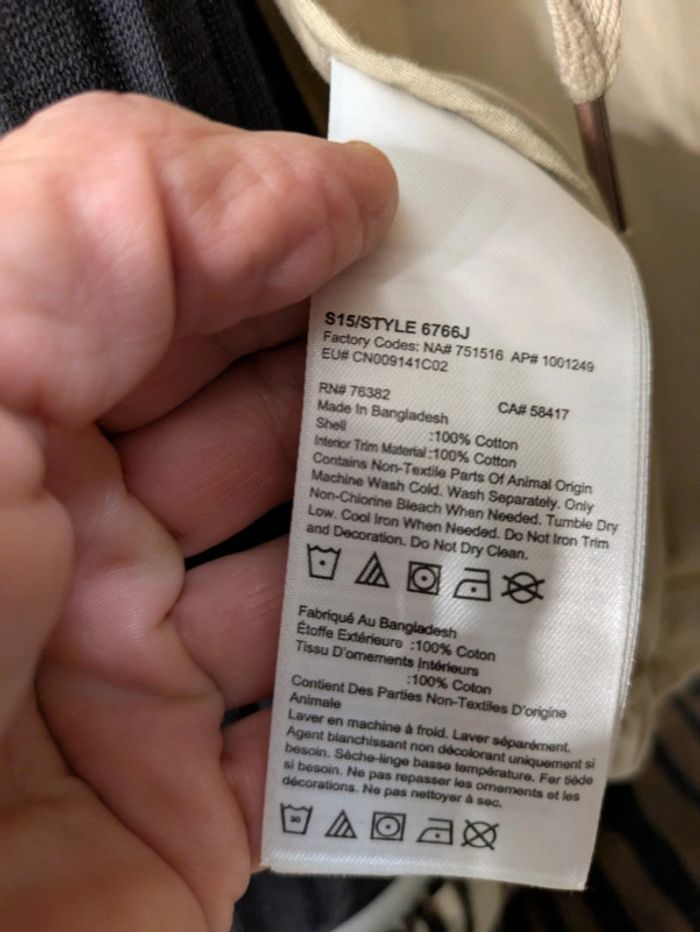 S15/STYLE 6766J
Factory Codes: NA# 751516 AP# 1001249
EU# CN009141C02
RN# 76382 CA# 58417
Made In Bangladesh
Shell :100% Cotton
Interior Trim Material :100% Cotton
Contains Non-Textile Parts Of Animal Origin
Machine Wash Cold. Wash Separately. Only
Non-Chlorine Bleach When Needed. Tumble Dry
Low. Cool Iron When Needed. Do Not Iron Trim
and Decoration. Do Not Dry Clean.
Fabriqué Au Bangladesh
Étoffe Extérieure :100% Coton
Tissu D'ornements Intérieurs
:100% Coton
Contient Des Parties Non-Textiles D'origine
Animale
Laver en machine à froid. Laver séparément.
Agent blanchissant non décolorant uniquement si
besoin. Sèche-linge basse température. Fer tiède
si besoin. Ne pas repasser les ornements et les
décorations. Ne pas nettoyer à sec.
30